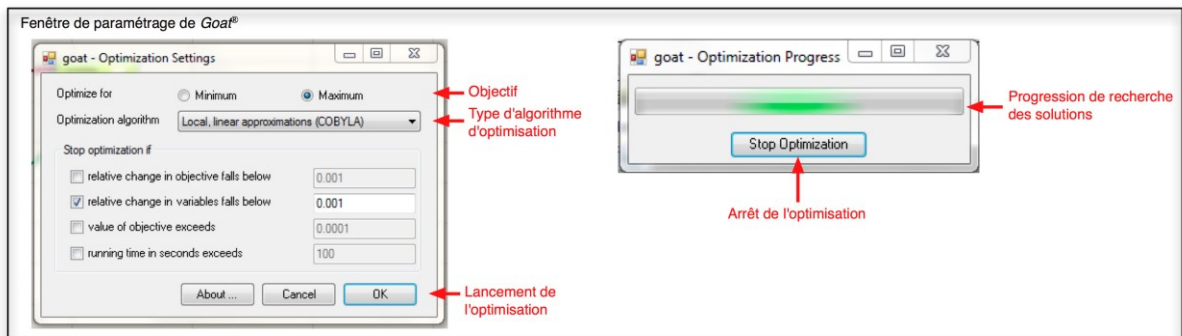 Fenêtre de paramétrage de Goat®
goat - Optimization Settings
Optimize for
Minimum
Maximum
Optimization algorithm
Local, linear approximations (COBYLA)
Stop optimization if
relative change in objective falls below
0.001
relative change in variables falls below
0.001
value of objective exceeds
0.0001
running time in seconds exceeds
100
About ...
Cancel
OK
Objectif
Type d'algorithme
d'optimisation
Lancement de
l'optimisation
goat - Optimization Progress
Stop Optimization
Progression de recherche
des solutions
Arrêt de l'optimisation